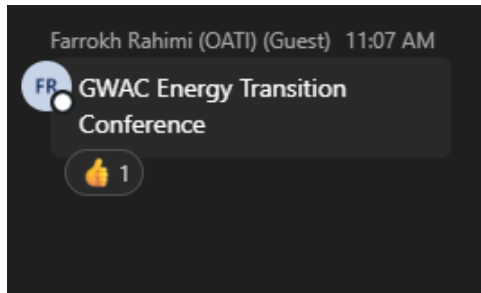 Farrokh Rahimi (OATI) (Guest) 11:07 AM
FR
GWAC Energy Transition
Conference
👍 1